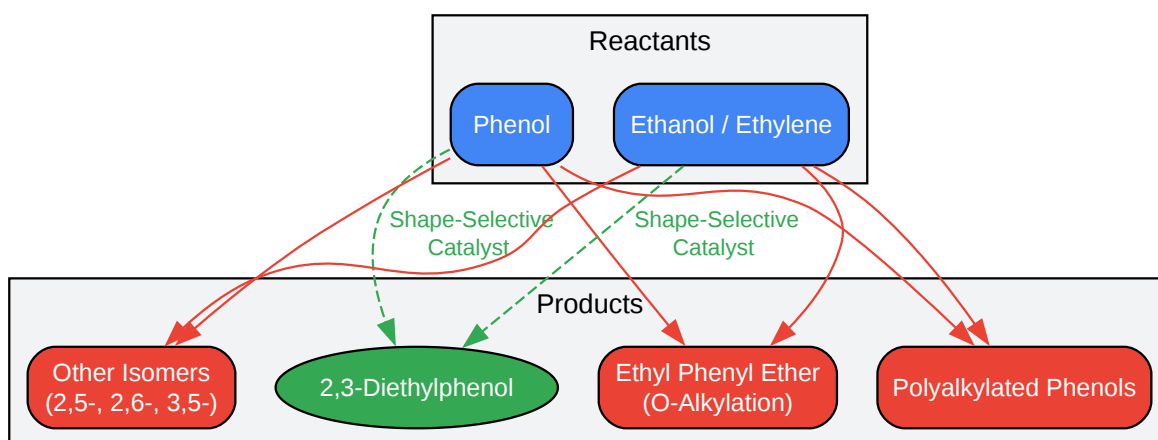 Reactants
Phenol
Ethanol / Ethylene
Shape-Selective
Catalyst
Shape-Selective
Catalyst
Products
Other Isomers
(2,5-, 2,6-, 3,5-)
2,3-Diethylphenol
Ethyl Phenyl Ether
(O-Alkylation)
Polyalkylated Phenols